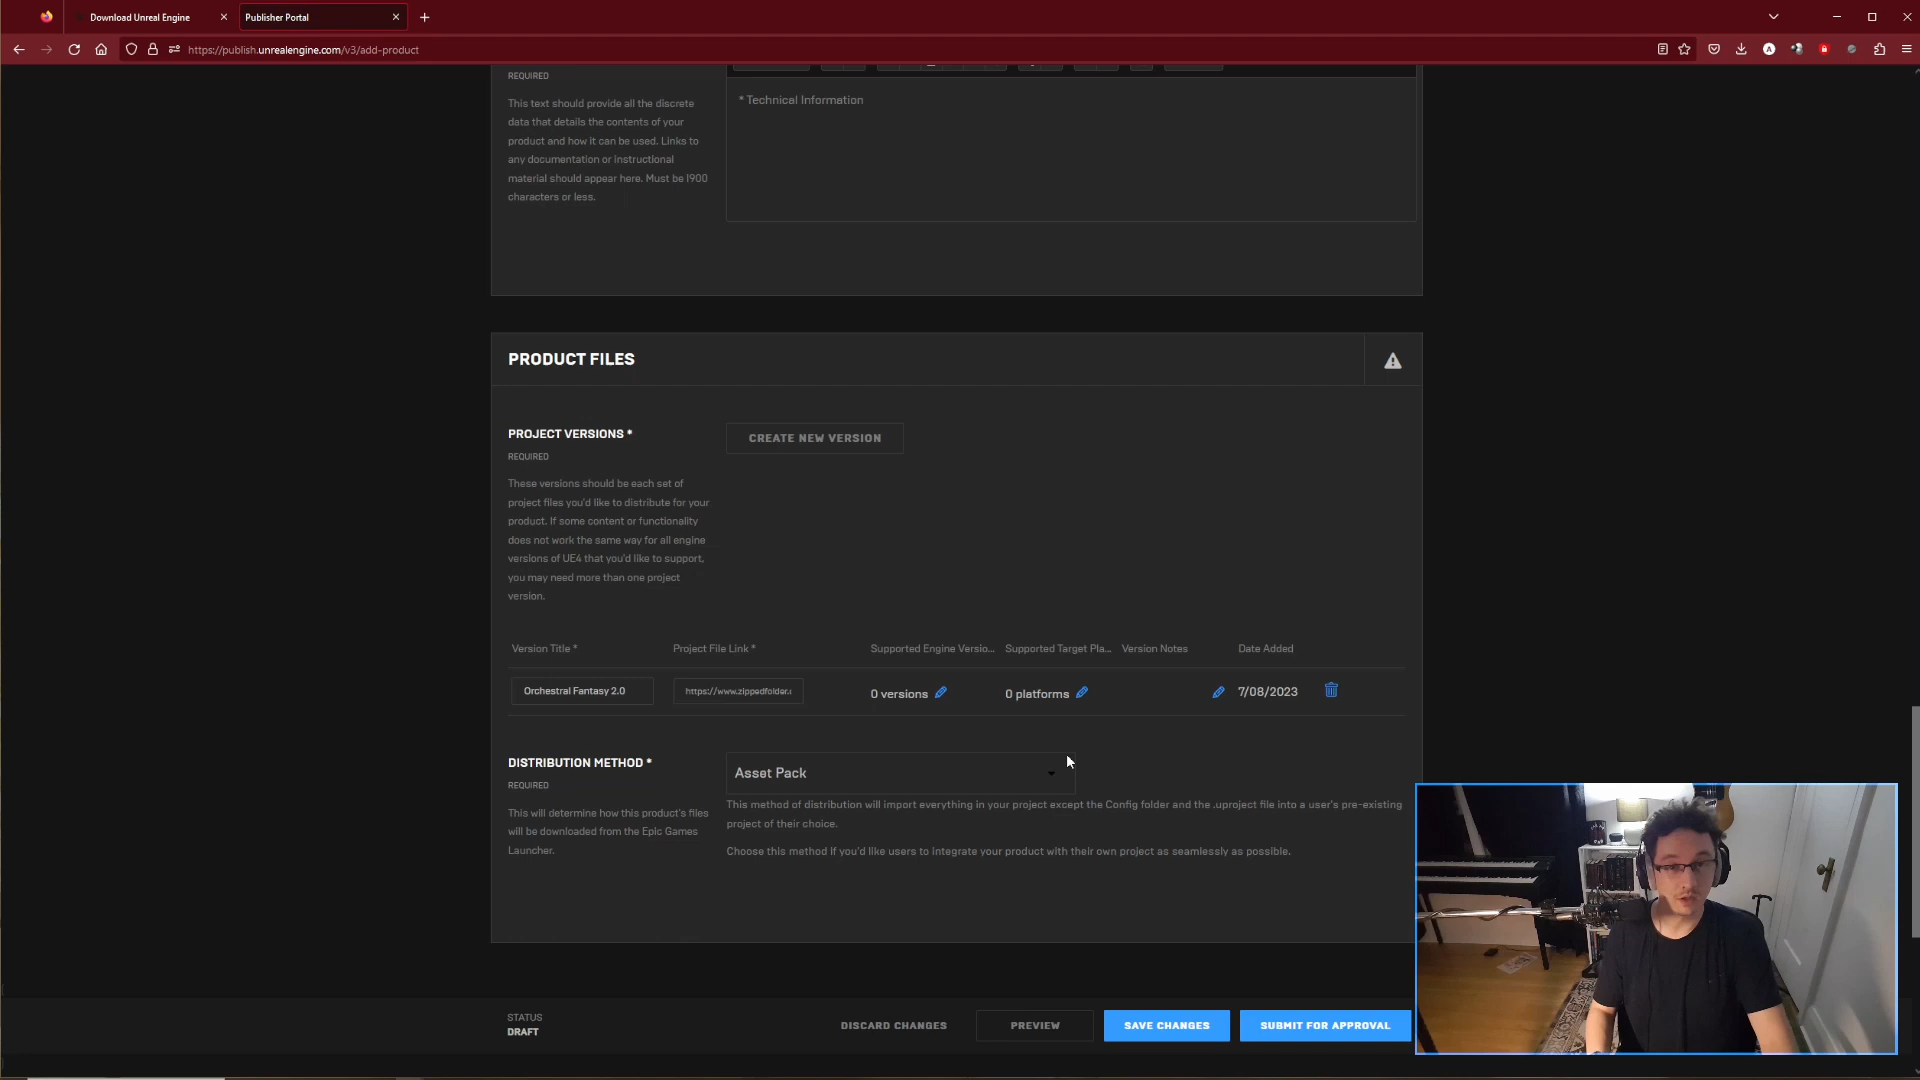 Download Unreal Engine
Publisher Portal
https://publish.unrealengine.com/v3/add-product
REQUIRED
This text should provide all the discrete
data that details the contents of your
product and how it can be used. Links to
any documentation or instructional
material should appear here. Must be 1900
characters or less.
* Technical Information
PRODUCT FILES
PROJECT VERSIONS *
REQUIRED
These versions should be each set of
project files you'd like to distribute for your
product. If some content or functionality
does not work the same way for all engine
versions of UE4 that you'd like to support,
you may need more than one project
version.
CREATE NEW VERSION
Version Title *
Project File Link *
Supported Engine Versio...
Supported Target Pla...
Version Notes
Date Added
Orchestral Fantasy 2.0
https://www.zippedfolder.c
0 versions
0 platforms
7/08/2023
DISTRIBUTION METHOD *
REQUIRED
This will determine how this product's files
will be downloaded from the Epic Games
Launcher.
Asset Pack
This method of distribution will import everything in your project except the Config folder and the .uproject file into a user's pre-existing
project of their choice.
Choose this method if you'd like users to integrate your product with their own project as seamlessly as possible.
STATUS
DRAFT
DISCARD CHANGES
PREVIEW
SAVE CHANGES
SUBMIT FOR APPROVAL